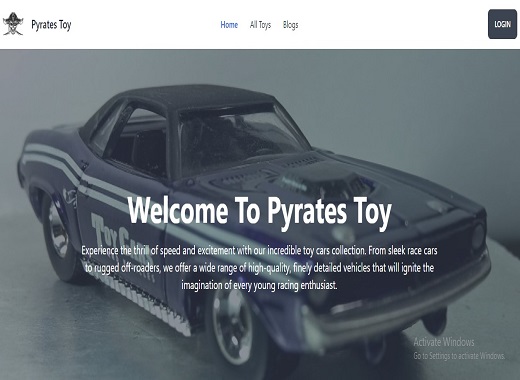 Pyrates Toy
Home All Toys Blogs
LOGIN
Welcome To Pyrates Toy
Experience the thrill of speed and excitement with our incredible toy cars collection. From sleek race cars
to rugged off-roaders, we offer a wide range of high-quality, finely detailed vehicles that will ignite the
imagination of every young racing enthusiast.
Activate Windows
Go to Settings to activate Windows.